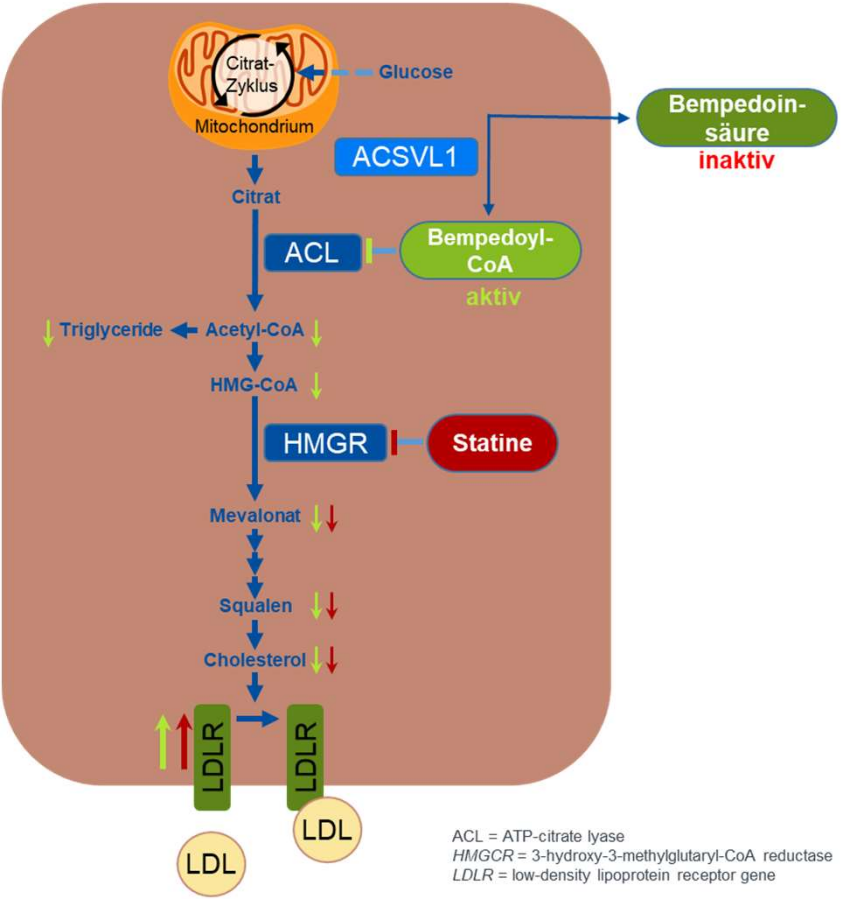 Citrat-
Zyklus
Glucose
Mitochondrium
Bempedoin-
säure
inaktiv
ACSVL1
Citrat
ACL
Bempedoyl-
CoA
aktiv
Triglyceride
Acetyl-CoA
HMG-CoA
HMGR
Statine
Mevalonat
Squalen
Cholesterol
LDLR
LDLR
LDL
LDL
ACL = ATP-citrate lyase
HMGCR = 3-hydroxy-3-methylglutaryl-CoA reductase
LDLR = low-density lipoprotein receptor gene